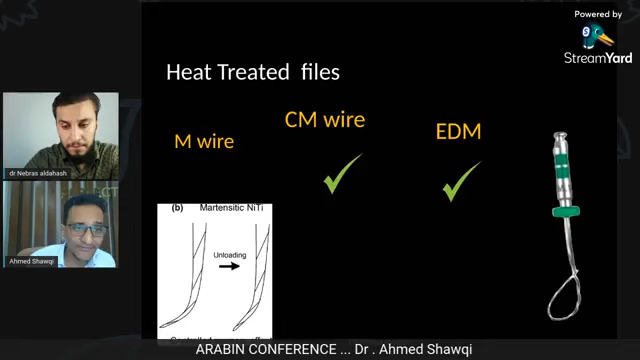 Powered by
StreamYard
Heat Treated files
M wire
CM wire
EDM
dr Nebras aldahash
Ahmed Shawqi
(b) Martensitic NiTi
Unloading
ARABIN CONFERENCE ... Dr . Ahmed Shawqi